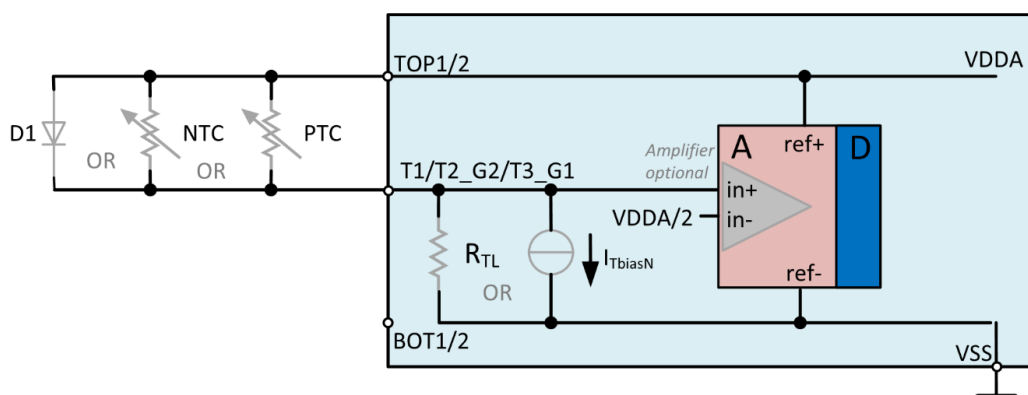 TOP1/2
VDDA
D1
NTC
PTC
OR
OR
T1/T2_G2/T3_G1
Amplifier
optional
A
D
ref+
in+
in-
VDDA/2
RTL
OR
ITbiasN
ref-
BOT1/2
VSS